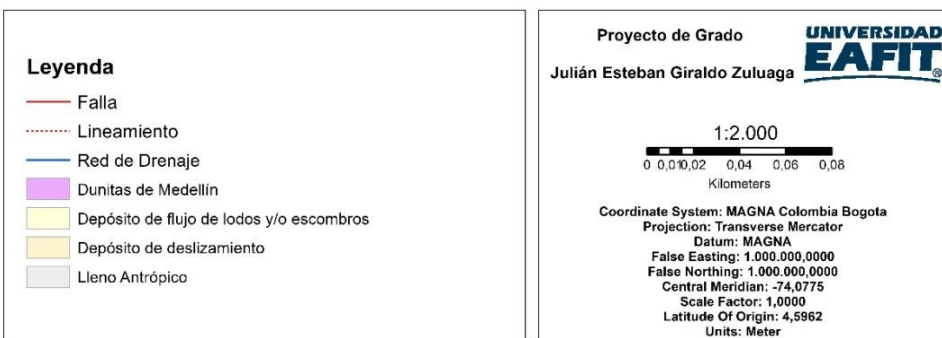 Leyenda
Falla
Lineamiento
Red de Drenaje
Dunitas de Medellín
Depósito de flujo de lodos y/o escombros
Depósito de deslizamiento
Lleno Antrópico
Proyecto de Grado
Julián Esteban Giraldo Zuluaga
UNIVERSIDAD
EAFIT®
1:2.000
0 0,010,02 0,04 0,06 0,08
Kilometers
Coordinate System: MAGNA Colombia Bogota
Projection: Transverse Mercator
Datum: MAGNA
False Easting: 1.000.000,0000
False Northing: 1.000.000,0000
Central Meridian: -74,0775
Scale Factor: 1,0000
Latitude Of Origin: 4,5962
Units: Meter